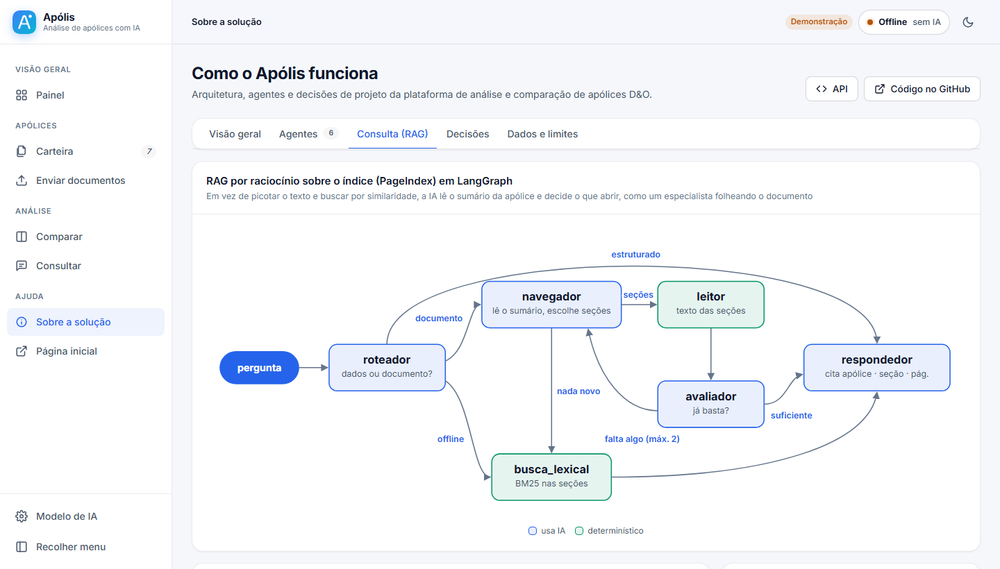 Apólis
Análise de apólices com IA
VISÃO GERAL
Painel
APÓLICES
Carteira
7
Enviar documentos
ANÁLISE
Comparar
Consultar
AJUDA
Sobre a solução
Página inicial
Modelo de IA
Recolher menu
Sobre a solução
Demonstração
Offline sem IA
Como o Apólis funciona
Arquitetura, agentes e decisões de projeto da plataforma de análise e comparação de apólices D&O.
API
Código no GitHub
Visão geral
Agentes 6
Consulta (RAG)
Decisões
Dados e limites
RAG por raciocínio sobre o índice (PageIndex) em LangGraph
Em vez de picotar o texto e buscar por similaridade, a IA lê o sumário da apólice e decide o que abrir, como um especialista folheando o documento
estruturado
navegador
lê o sumário, escolhe seções
seções
leitor
texto das seções
documento
pergunta
roteador
dados ou documento?
respondedor
cita apólice · seção · pág.
nada novo
avaliador
já basta?
suficiente
offline
falta algo (máx. 2)
busca_lexical
BM25 nas seções
usa IA
determinístico